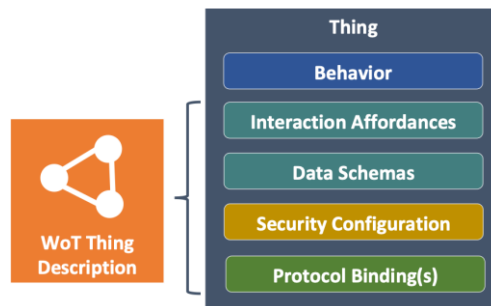 Thing
Behavior
Interaction Affordances
Data Schemas
Security Configuration
Protocol Binding(s)
WoT Thing
Description